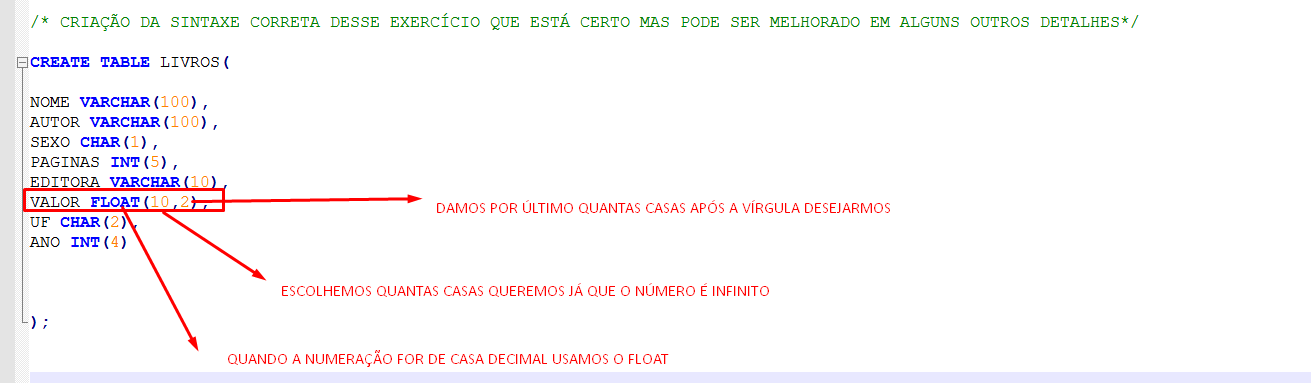 /* CRIAÇÃO DA SINTAXE CORRETA DESSE EXERCÍCIO QUE ESTÁ CERTO MAS PODE SER MELHORADO EM ALGUNS OUTROS DETALHES*/
CREATE TABLE LIVROS(
NOME VARCHAR(100),
AUTOR VARCHAR(100),
SEXO CHAR(1),
PAGINAS INT(5),
EDITORA VARCHAR(10),
VALOR FLOAT(10,2),
DAMOS POR ÚLTIMO QUANTAS CASAS APÓS A VÍRGULA DESEJARMOS
UF CHAR(2),
ANO INT(4)
ESCOLHEMOS QUANTAS CASAS QUEREMOS JÁ QUE O NÚMERO É INFINITO
);
QUANDO A NUMERAÇÃO FOR DE CASA DECIMAL USAMOS O FLOAT